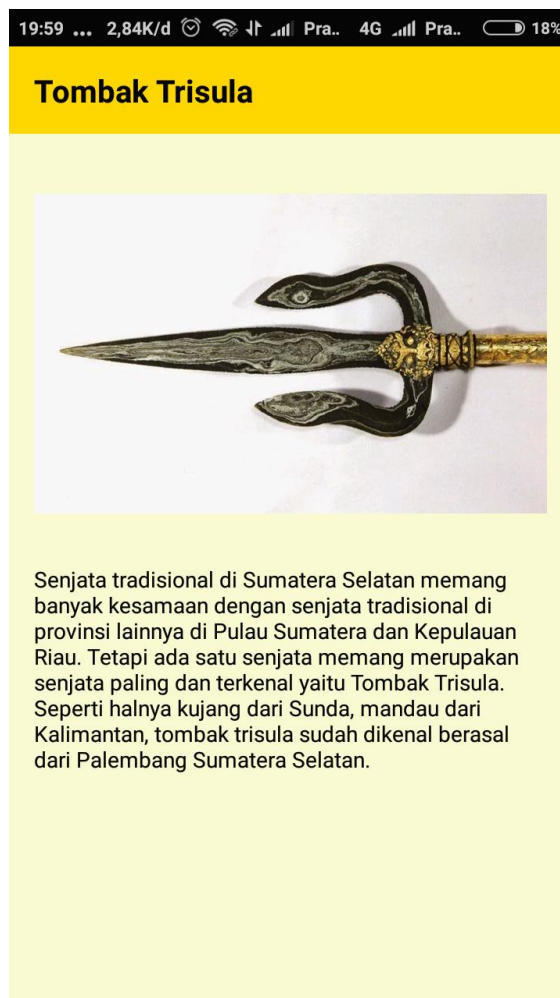 19:59 ... 2,84K/d Pra.. 4G Pra.. 18%
Tombak Trisula
Senjata tradisional di Sumatera Selatan memang
banyak kesamaan dengan senjata tradisional di
provinsi lainnya di Pulau Sumatera dan Kepulauan
Riau. Tetapi ada satu senjata memang merupakan
senjata paling dan terkenal yaitu Tombak Trisula.
Seperti halnya kujang dari Sunda, mandau dari
Kalimantan, tombak trisula sudah dikenal berasal
dari Palembang Sumatera Selatan.